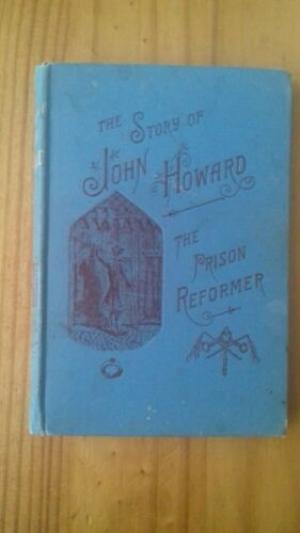 THE STORY OF
JOHN HOWARD
THE
PRISON
REFORMER